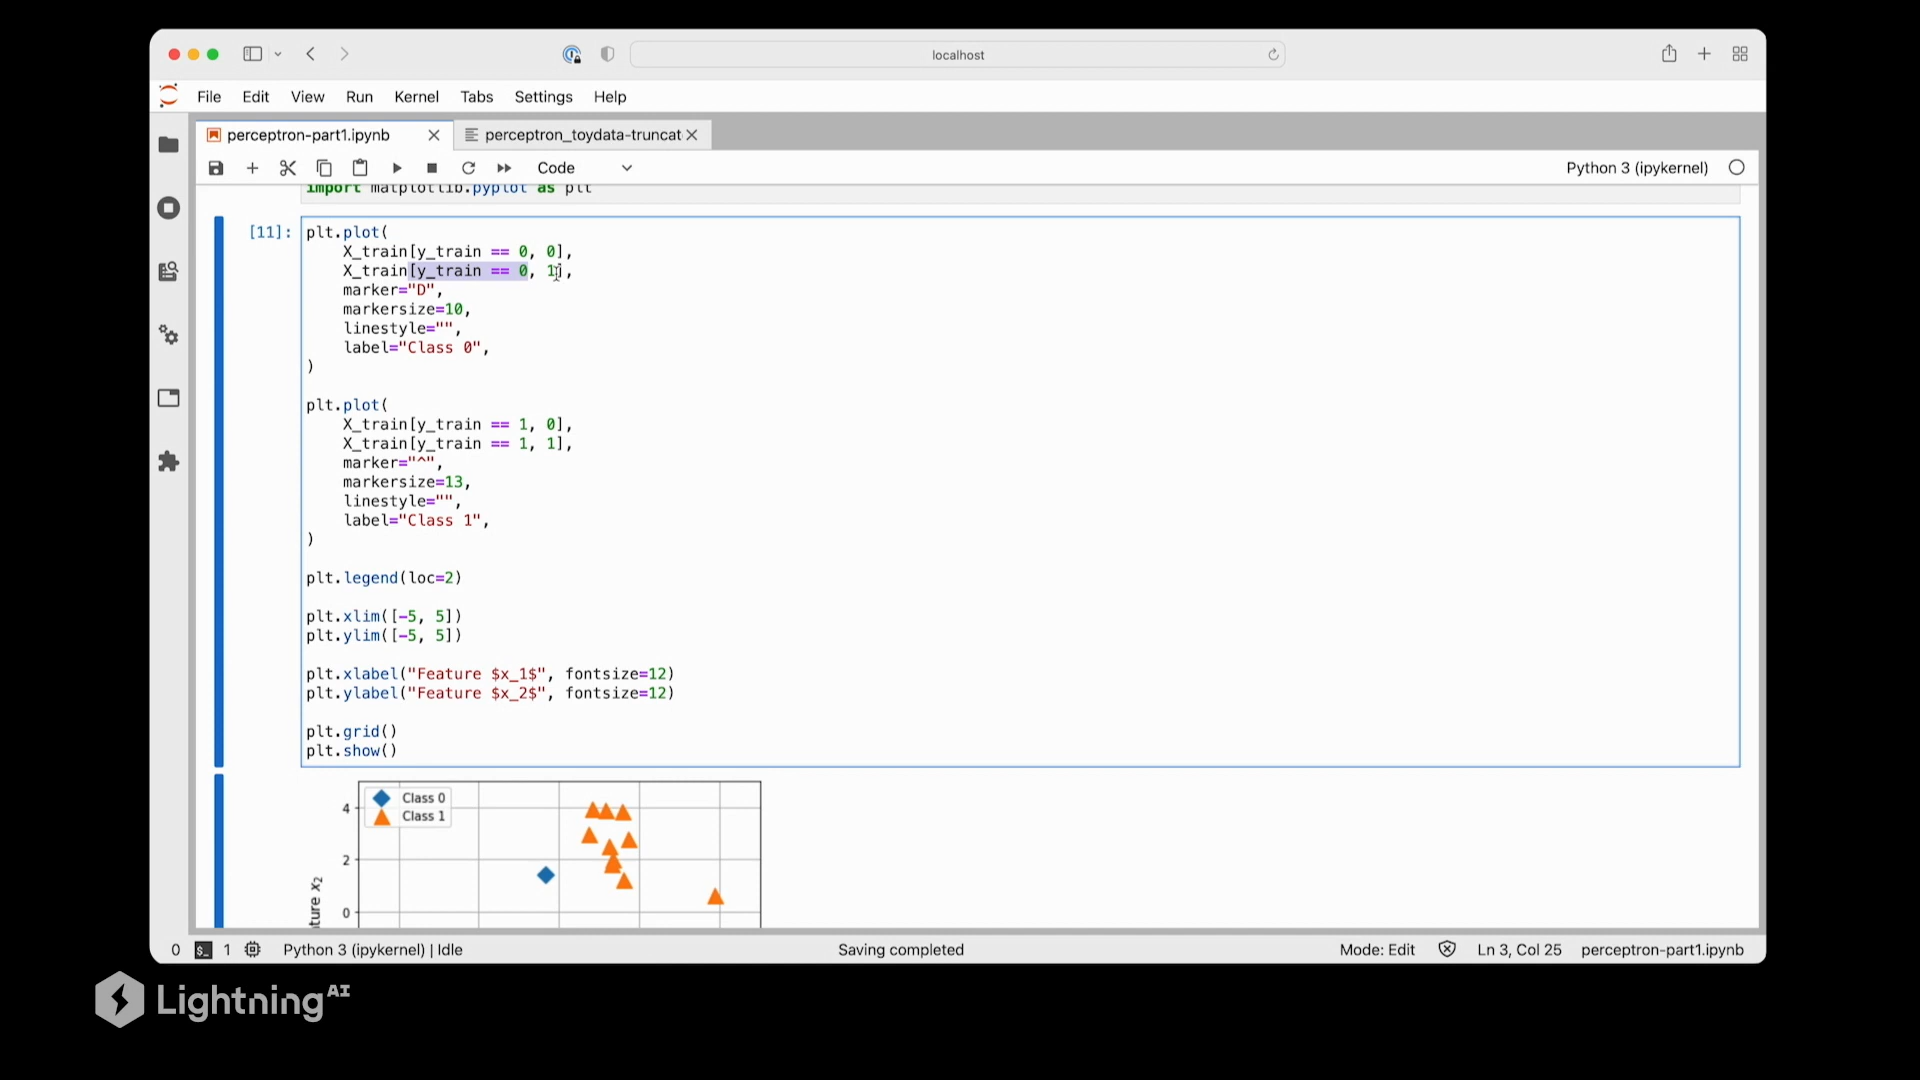 localhost
File Edit View Run Kernel Tabs Settings Help
perceptron-part1.ipynb perceptron_toydata-truncat
Code Python 3 (ipykernel)
import matplotlib.pyplot as plt
[11]: plt.plot(
X_train[y_train == 0, 0],
X_train[y_train == 0, 1],
marker="D",
markersize=10,
linestyle="",
label="Class 0",
)
plt.plot(
X_train[y_train == 1, 0],
X_train[y_train == 1, 1],
marker="^",
markersize=13,
linestyle="",
label="Class 1",
)
plt.legend(loc=2)
plt.xlim([-5, 5])
plt.ylim([-5, 5])
plt.xlabel("Feature $x_1$", fontsize=12)
plt.ylabel("Feature $x_2$", fontsize=12)
plt.grid()
plt.show()
Class 0
Class 1
4
2
0
ture x2
0 $_ 1 Python 3 (ipykernel) | Idle Saving completed Mode: Edit Ln 3, Col 25 perceptron-part1.ipynb
Lightning AI